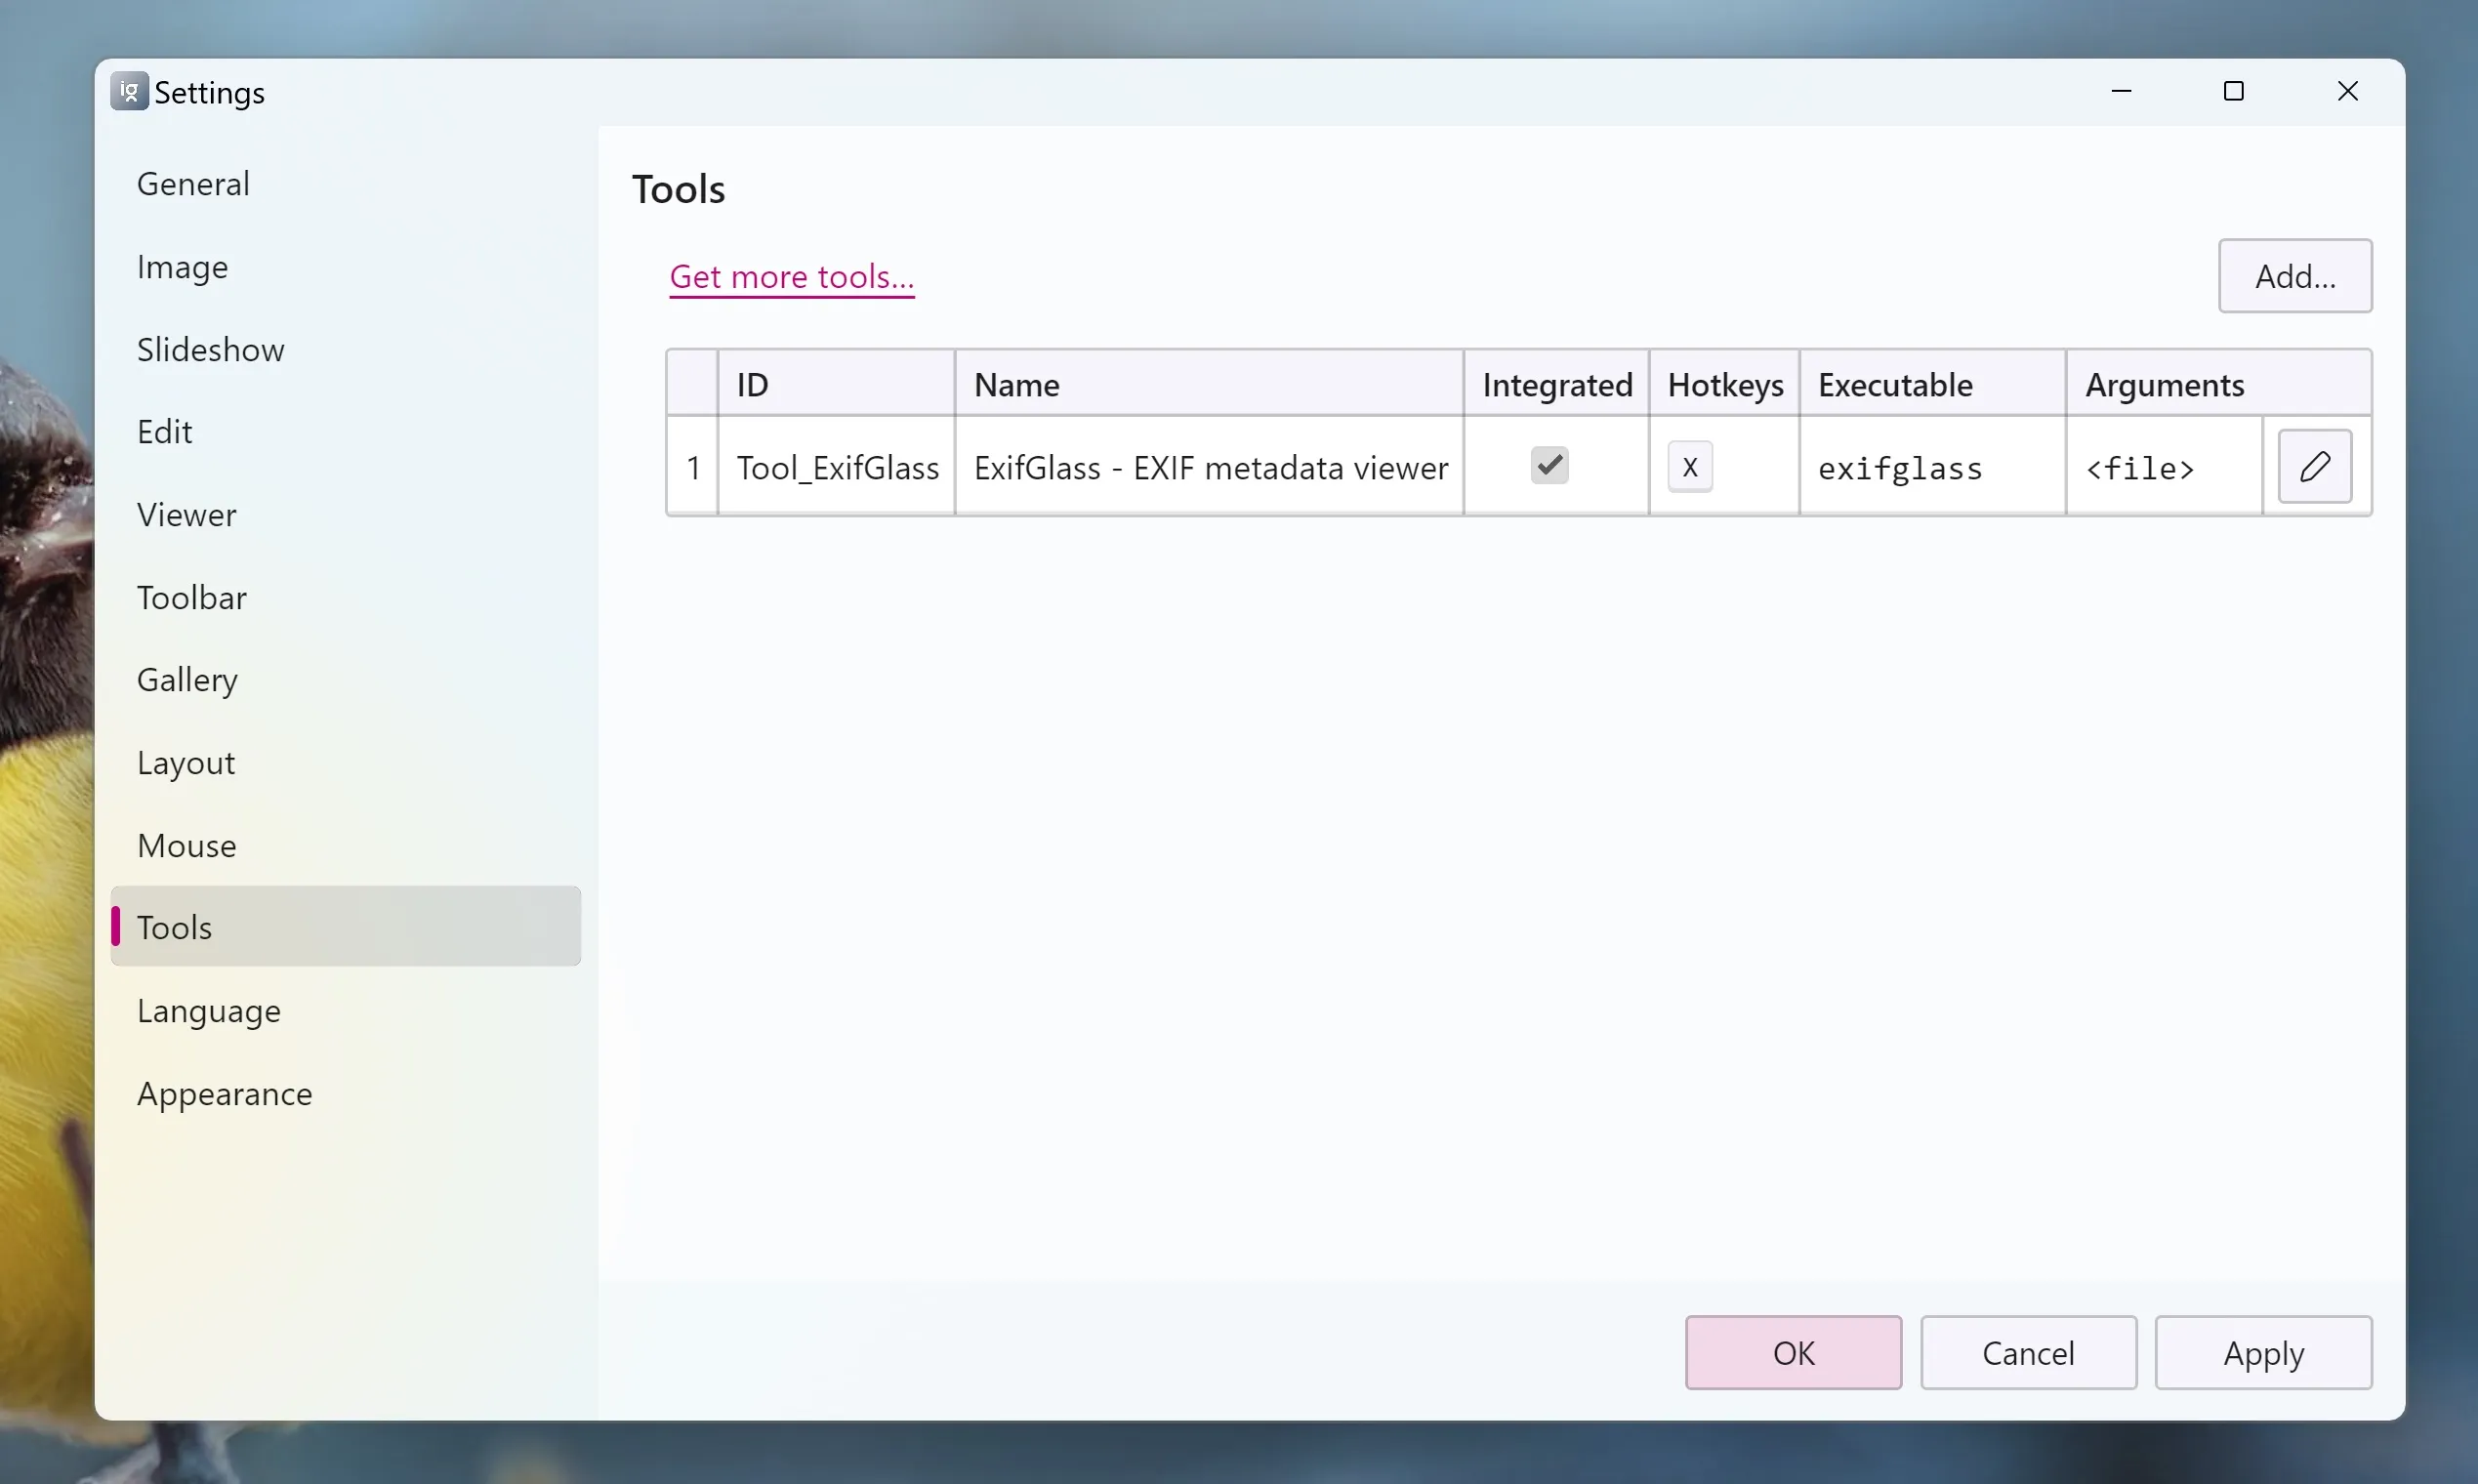 ig Settings
General
Image
Slideshow
Edit
Viewer
Toolbar
Gallery
Layout
Mouse
Tools
Language
Appearance
Tools
Get more tools... Add...
ID Name Integrated Hotkeys Executable Arguments
1 Tool_ExifGlass ExifGlass - EXIF metadata viewer X exifglass <file>
OK Cancel Apply